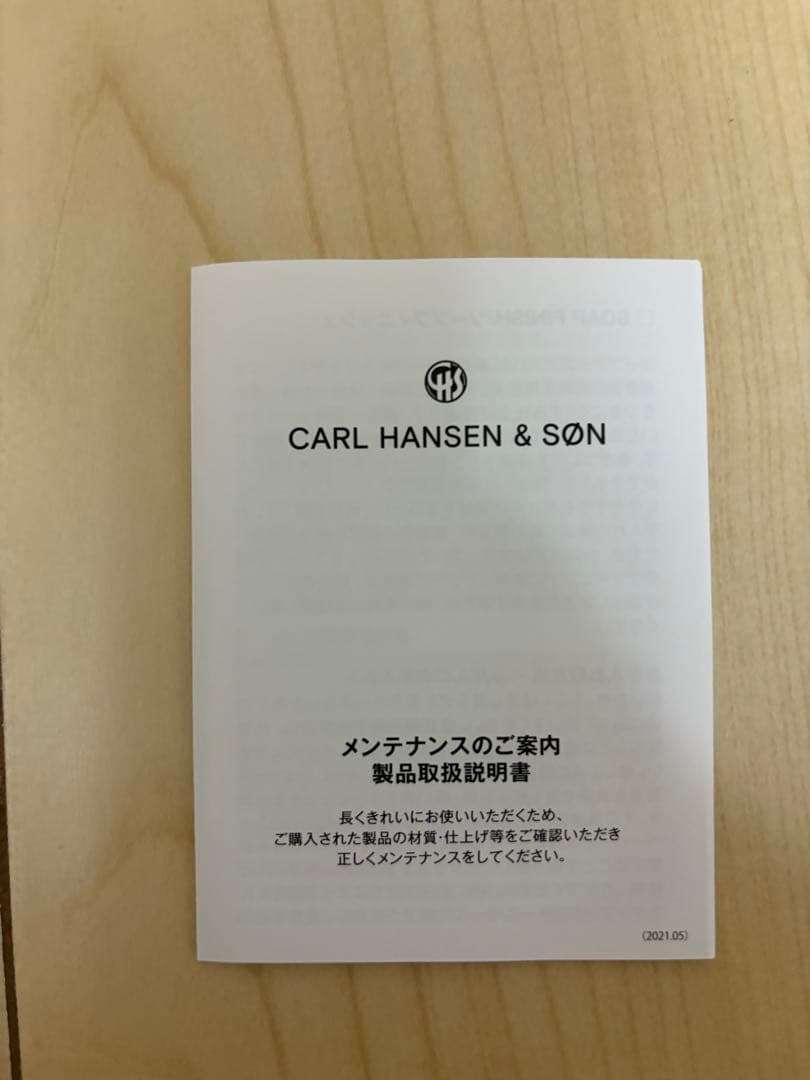 CHS
CARL HANSEN & SØN
メンテナンスのご案内
製品取扱説明書
長くきれいにお使いいただくため、
ご購入された製品の材質・仕上げ等をご確認いただき
正しくメンテナンスをしてください。
(2021.05)